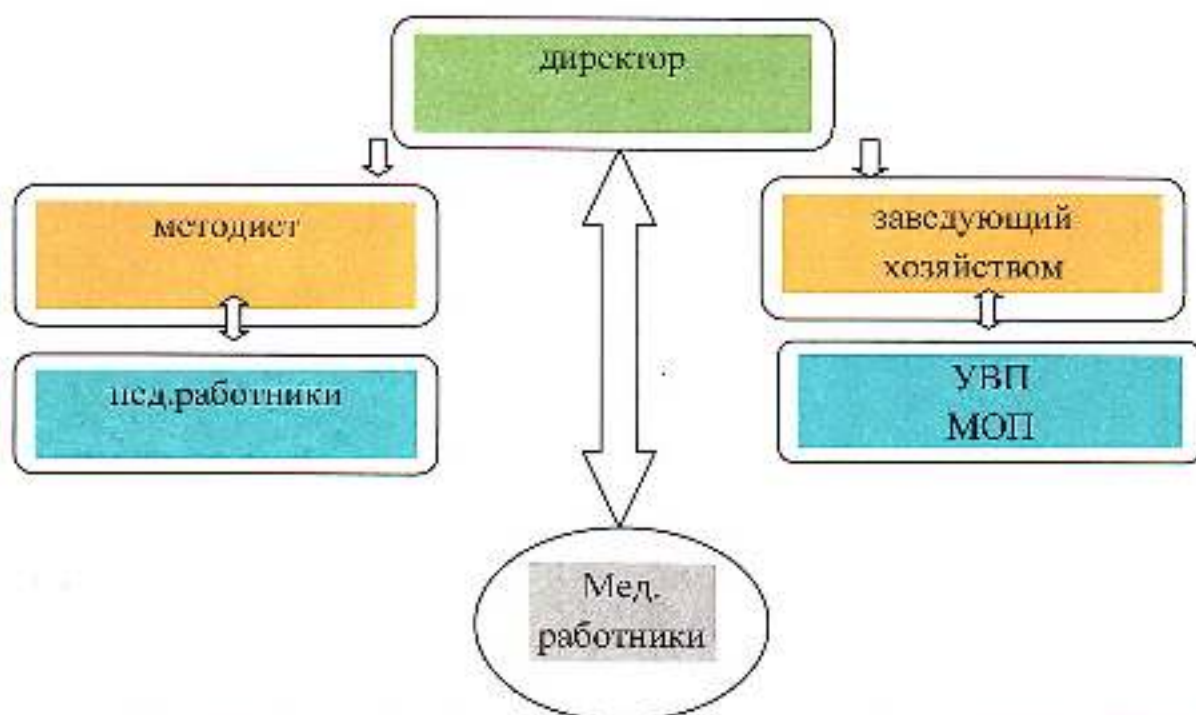 директор
методист
заведующий
хозяйством
пед.работники
УВП
МОП
Мед.
работники